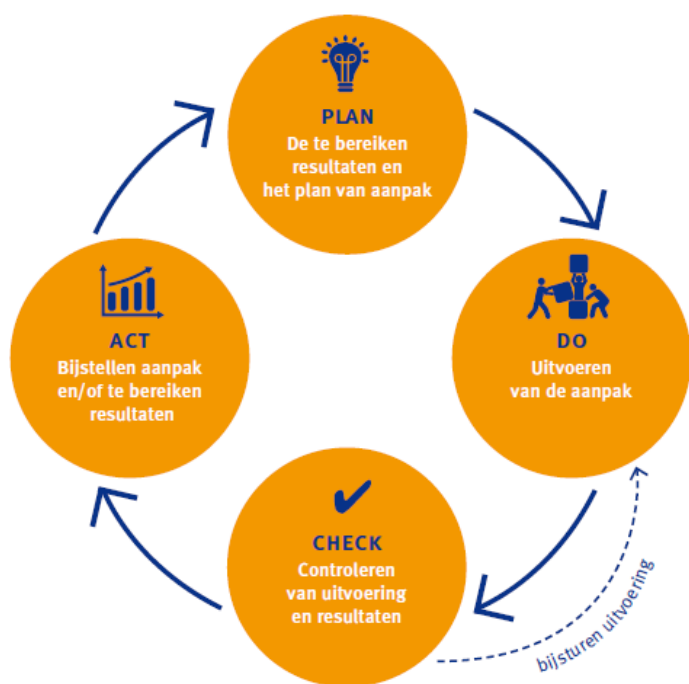 PLAN
De te bereiken
resultaten en
het plan van aanpak
DO
Uitvoeren
van de aanpak
CHECK
Controleren
van uitvoering
en resultaten
bijsturen uitvoering
ACT
Bijstellen aanpak
en/of te bereiken
resultaten